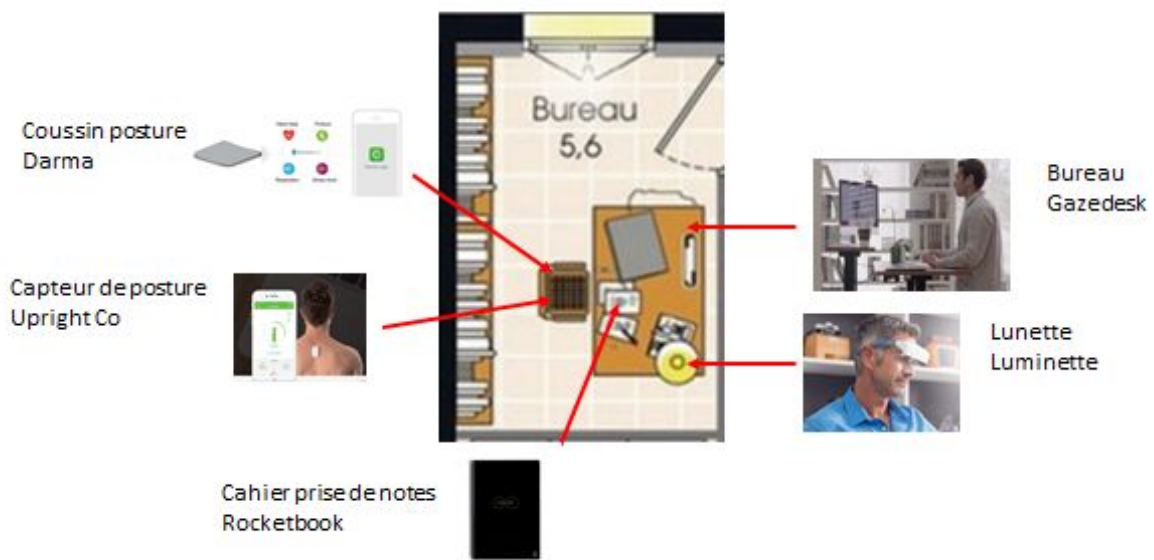 Coussin posture
Darma
Bureau
5,6
Bureau
Gazedesk
Capteur de posture
Upright Co
Lunette
Luminette
Cahier prise de notes
Rocketbook